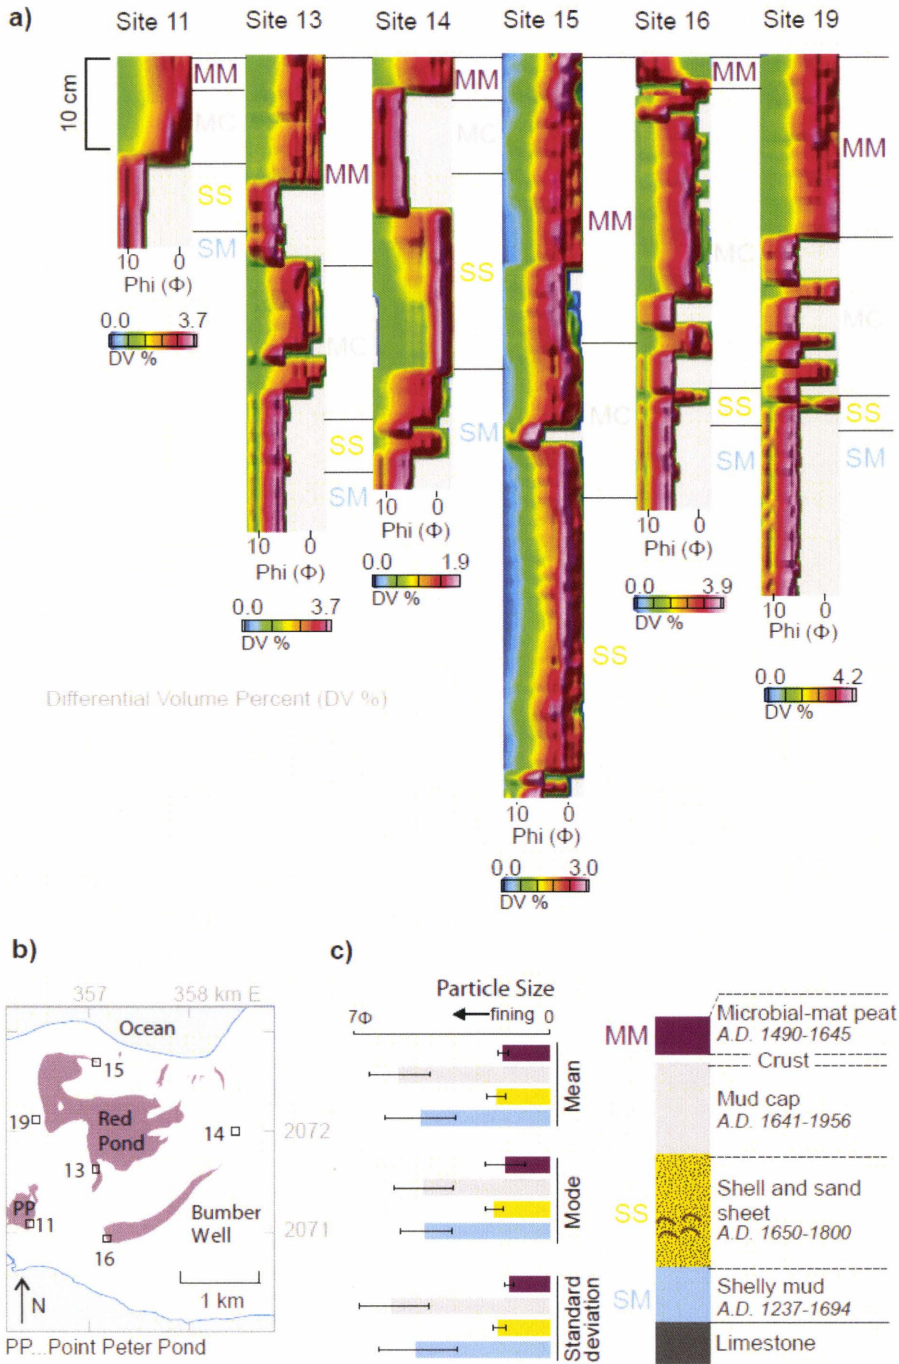 a)
Site 11
Site 13
Site 14
Site 15
Site 16
Site 19
10 cm
MM
MC
SS
SM
10 0
Phi (Φ)
0.0 3.7
DV %
MM
MC
SS
SM
10 0
Phi (Φ)
0.0 3.7
DV %
MM
MC
SS
SM
10 0
Phi (Φ)
0.0 1.9
DV %
MM
MC
SS
10 0
Phi (Φ)
0.0 3.0
DV %
MM
MC
SS
SM
10 0
Phi (Φ)
0.0 3.9
DV %
MM
MC
SS
SM
10 0
Phi (Φ)
0.0 4.2
DV %
Differential Volume Percent (DV %)
b)
357 358 km E
Ocean
15
19
Red
Pond
14
2072
13
PP
11
Bumber
Well
2071
16
N
1 km
PP...Point Peter Pond
c)
Particle Size
7Φ 0
fining
Mean
Mode
Standard
deviation
MM
Microbial-mat peat
A.D. 1490-1645
Crust
Mud cap
A.D. 1641-1956
SS
Shell and sand
sheet
A.D. 1650-1800
SM
Shelly mud
A.D. 1237-1694
Limestone